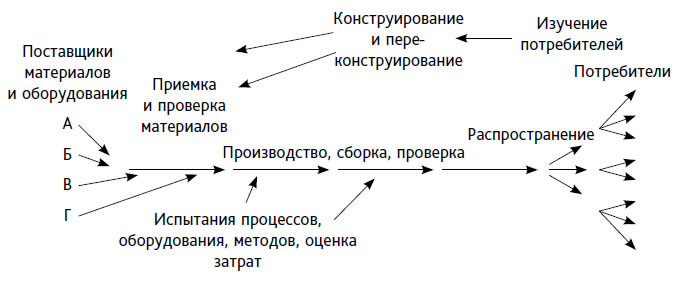 Конструирование
и пере-
конструирование
Изучение
потребителей
Поставщики
материалов
и оборудования
Потребители
Приемка
и проверка
материалов
А
Б
В
Г
Распространение
Производство, сборка, проверка
Испытания процессов,
оборудования, методов, оценка
затрат